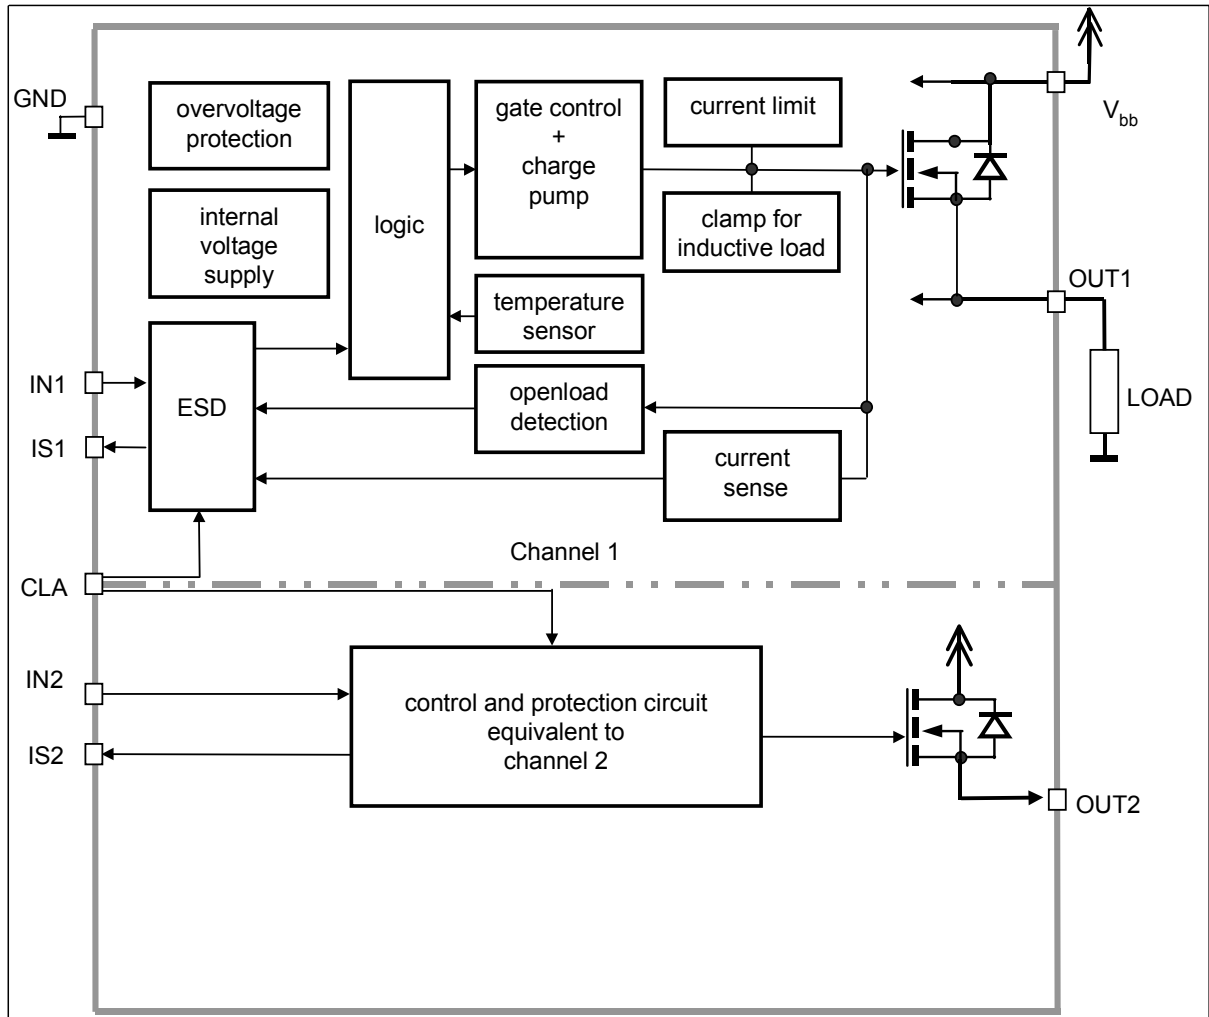 GND
overvoltage
protection
internal
voltage
supply
logic
gate control
+
charge
pump
current limit
clamp for
inductive load
V_bb
temperature
sensor
OUT1
IN1
ESD
openload
detection
LOAD
IS1
current
sense
Channel 1
CLA
IN2
control and protection circuit
equivalent to
channel 2
IS2
OUT2